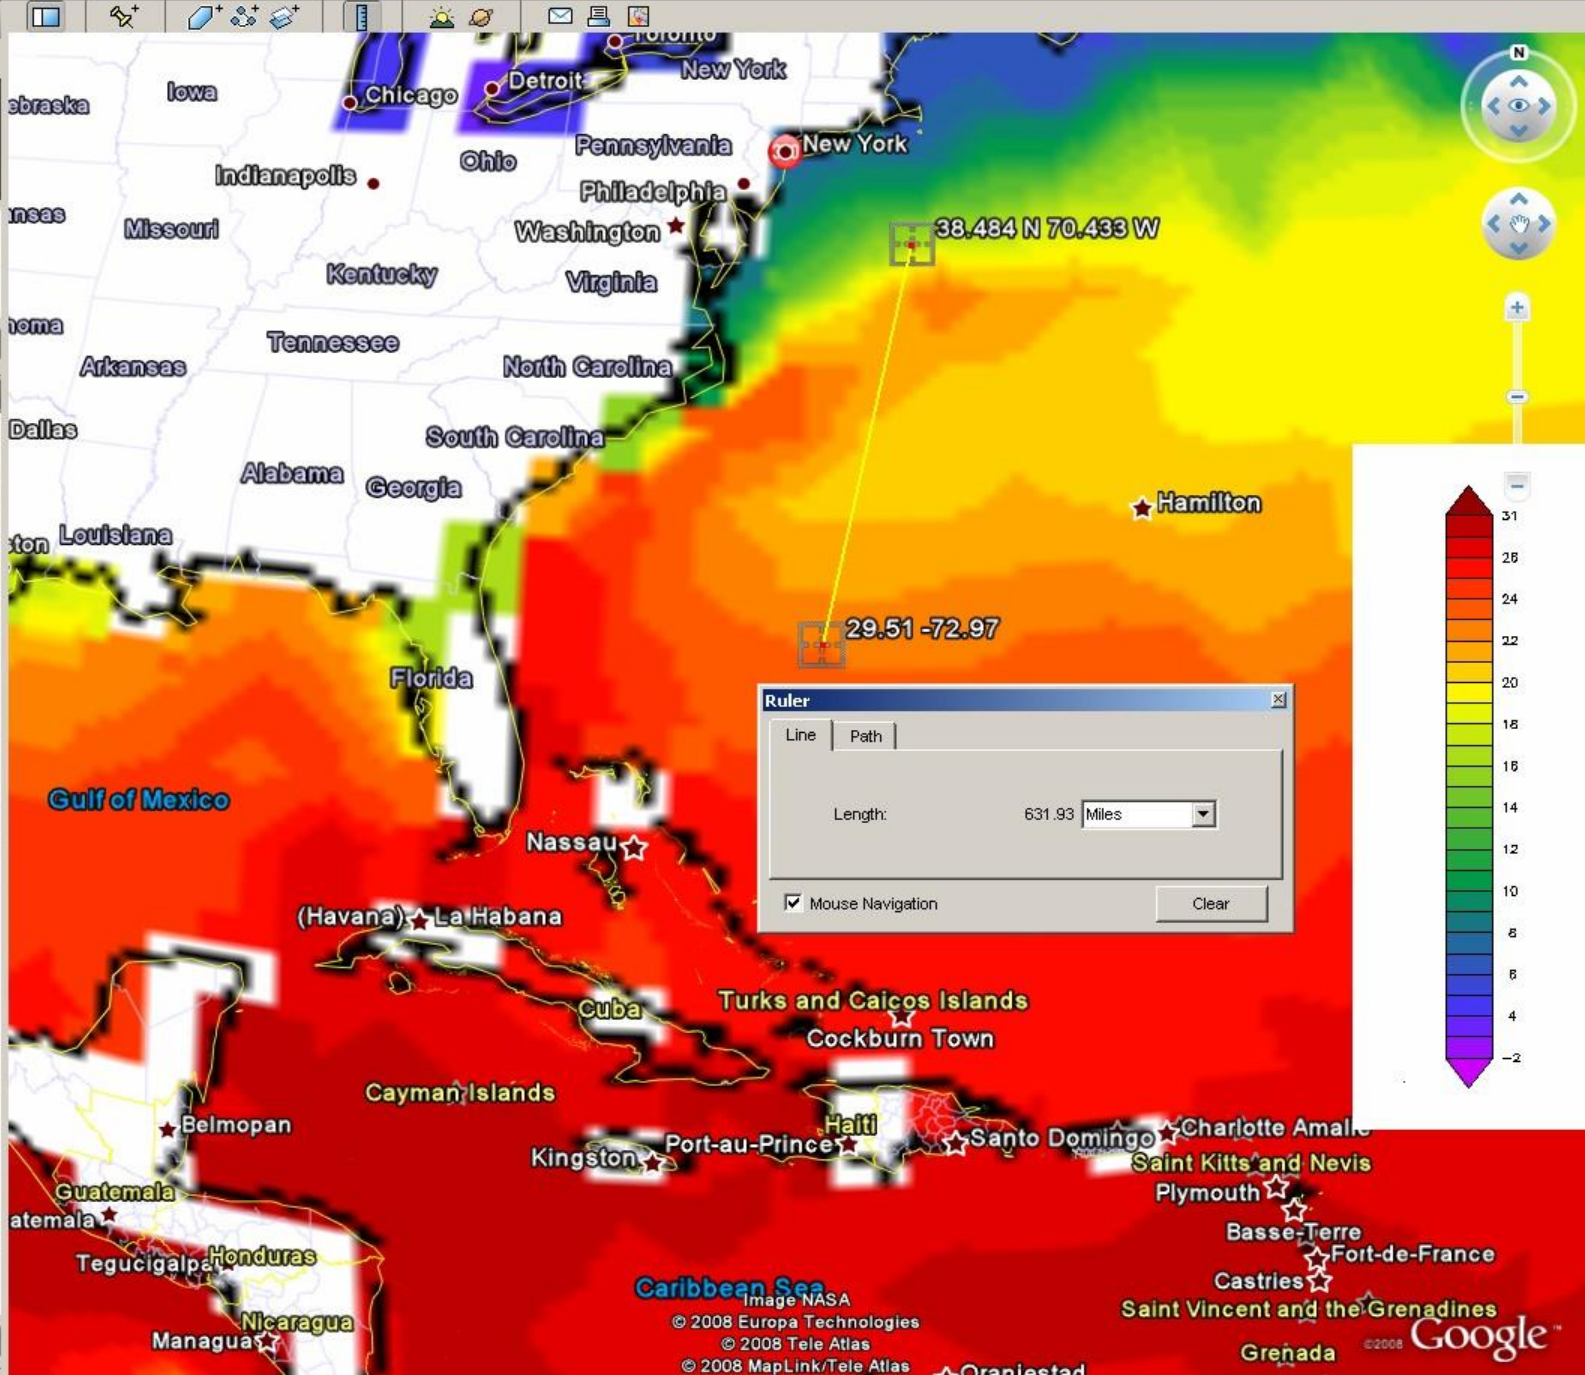 Toronto
New York
Detroit
Chicago
Iowa
ebraska
Ohio
Pennsylvania
New York
Indianapolis
Philadelphia
nsas
Missouri
Washington
38.484 N 70.433 W
Kentucky
Virginia
homa
Tennessee
Arkansas
North Carolina
Dallas
South Carolina
Alabama
Georgia
Hamilton
ton
Louisiana
29.51 -72.97
Florida
Ruler
Line
Path
Gulf of Mexico
Length:
631.93
Miles
Nassau
Mouse Navigation
Clear
(Havana)
La Habana
Cuba
Turks and Caicos Islands
Cockburn Town
Cayman Islands
Belmopan
Haiti
Kingston
Port-au-Prince
Santo Domingo
Charlotte Amalie
Saint Kitts and Nevis
Plymouth
Guatemala
atemala
Basse-Terre
Tegucigalpa
Honduras
Fort-de-France
Castries
Caribbean Sea
Saint Vincent and the Grenadines
Nicaragua
Managua
Grenada
Oranjestad
Image NASA
© 2008 Europa Technologies
© 2008 Tele Atlas
© 2008 MapLink/Tele Atlas
©2008 Google™
N
31
26
24
22
20
18
16
14
12
10
8
6
4
-2